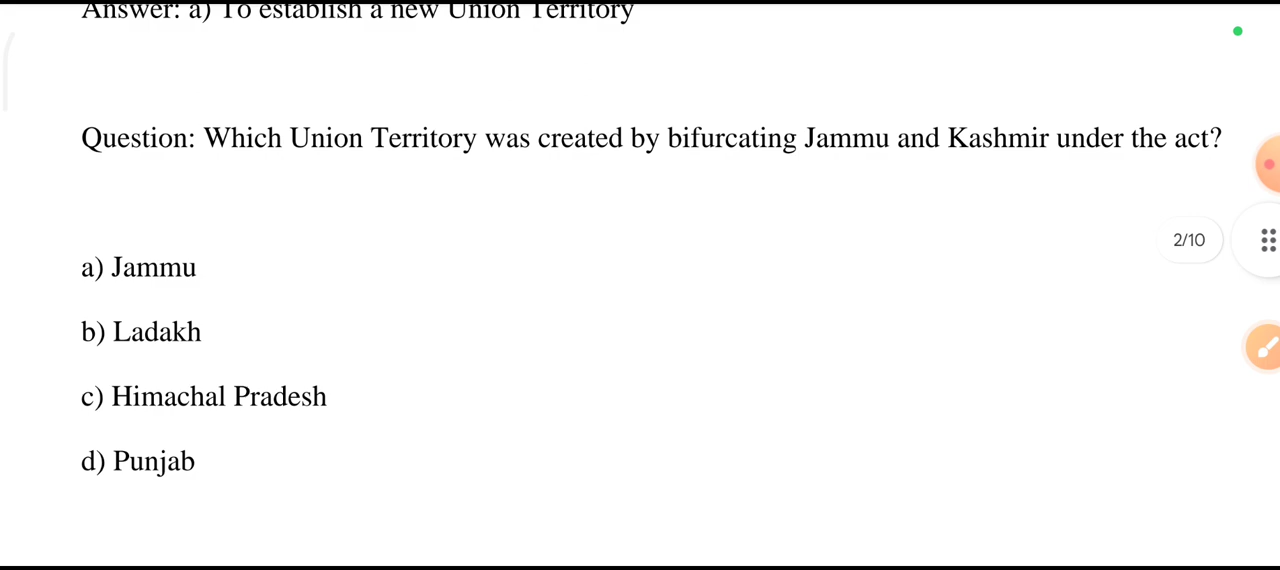 Answer: a) To establish a new Union Territory
Question: Which Union Territory was created by bifurcating Jammu and Kashmir under the act?
2/10
a) Jammu
b) Ladakh
c) Himachal Pradesh
d) Punjab